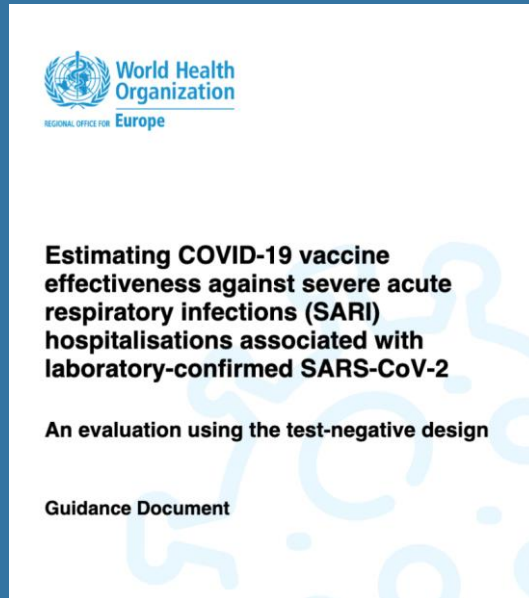 World Health
Organization
REGIONAL OFFICE FOR Europe
Estimating COVID-19 vaccine
effectiveness against severe acute
respiratory infections (SARI)
hospitalisations associated with
laboratory-confirmed SARS-CoV-2
An evaluation using the test-negative design
Guidance Document